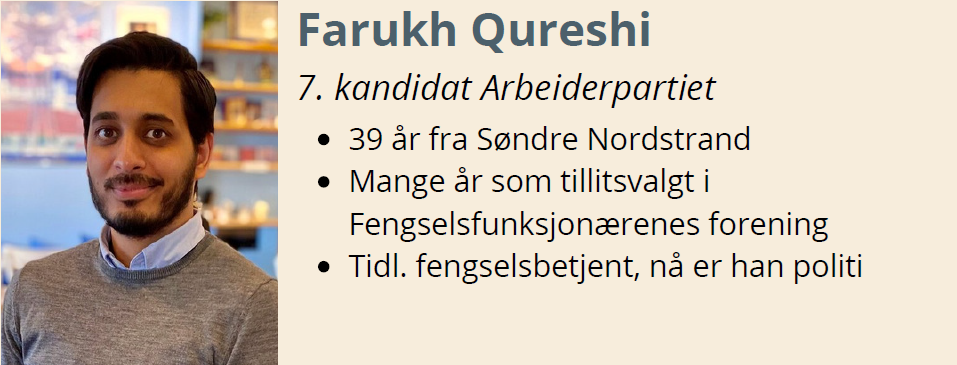 Farukh Qureshi
7. kandidat Arbeiderpartiet
• 39 år fra Søndre Nordstrand
• Mange år som tillitsvalgt i
Fengselsfunksjonærenes forening
• Tidl. fengselsbetjent, nå er han politi